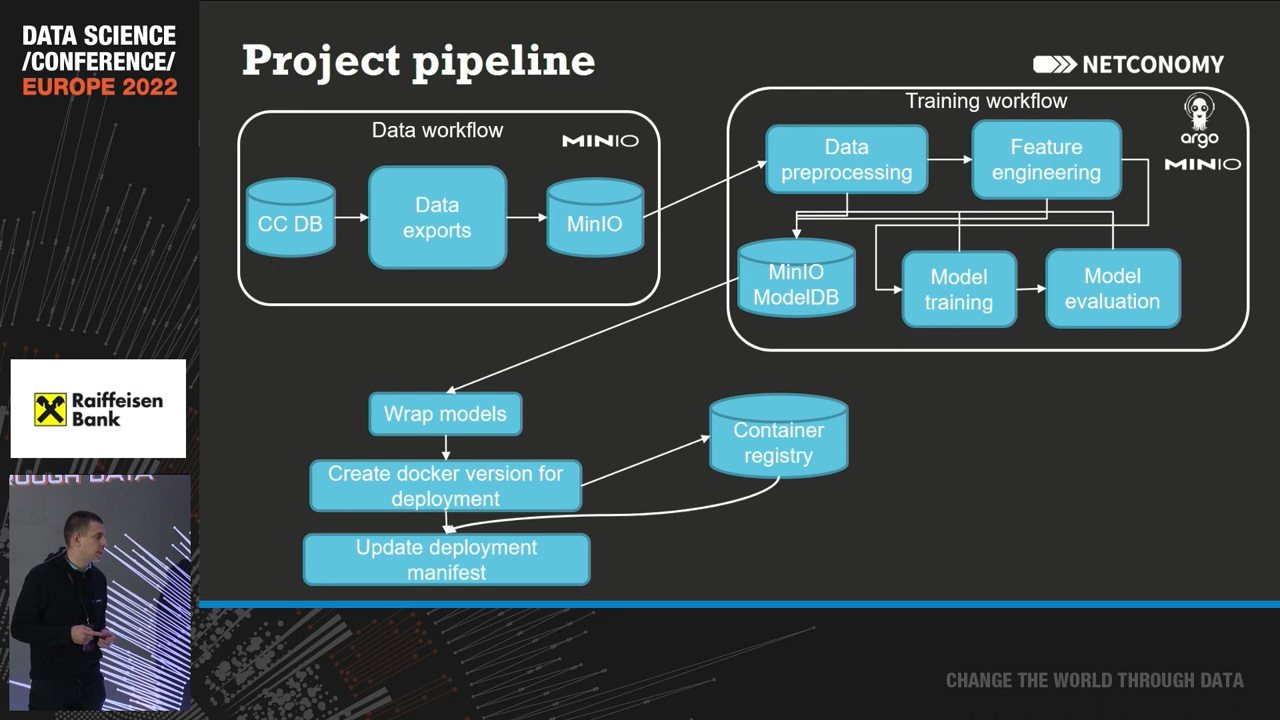 DATA SCIENCE
/CONFERENCE/
EUROPE 2022
Project pipeline
NETCONOMY
Data workflow
MINIO
CC DB
Data
exports
MinIO
Training workflow
argo
MINIO
Data
preprocessing
Feature
engineering
MinIO
ModelDB
Model
training
Model
evaluation
Wrap models
Create docker version for
deployment
Container
registry
Update deployment
manifest
Raiffeisen
Bank
OUGH DATA
CHANGE THE WORLD THROUGH DATA